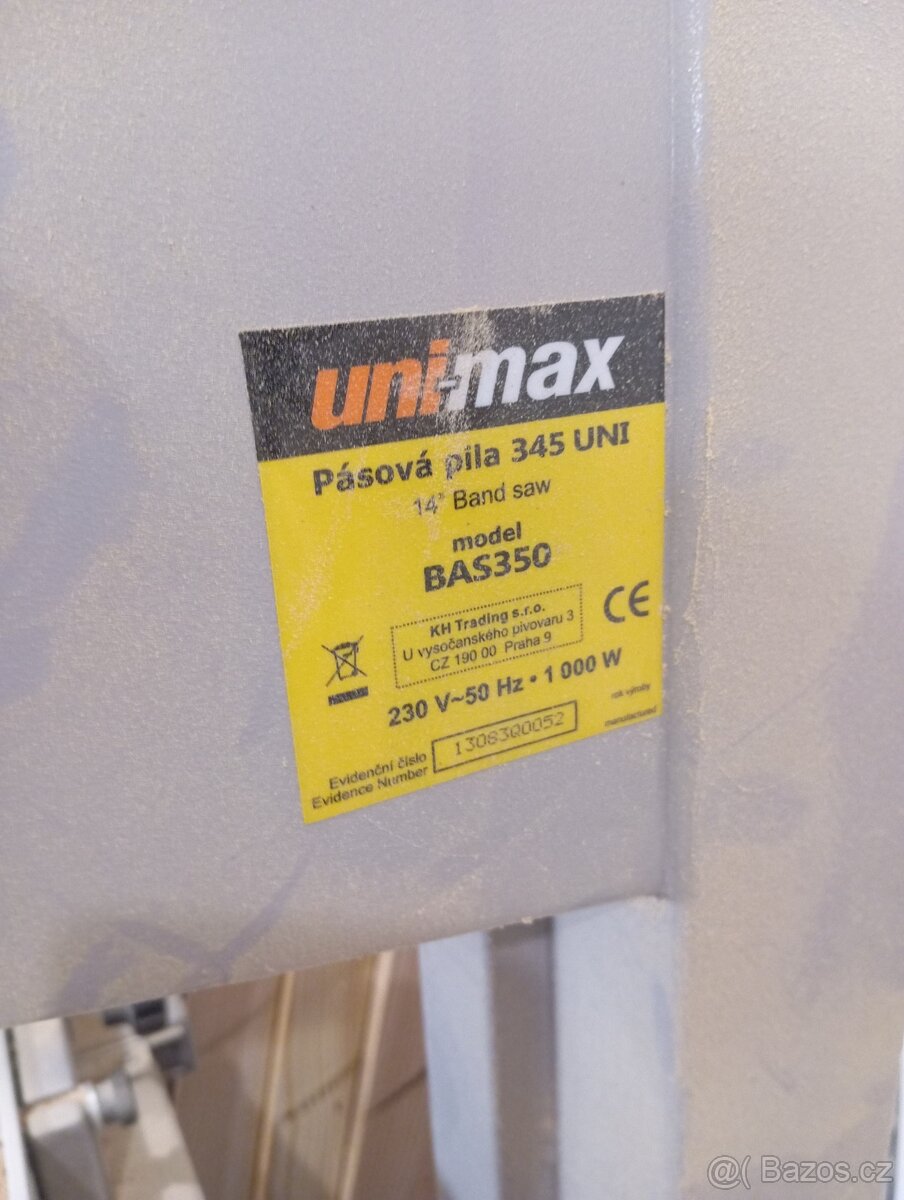 uni-max
Pásová pila 345 UNI
14" Band saw
model
BAS350
KH Trading s.r.o.
U vysočanského pivovaru 3
CZ 190 00 Praha 9
CE
230 V~50 Hz • 1 000 W
rok výroby
manufactured
Evidenční číslo
Evidence Number
13083Q0052
@( Bazos.cz